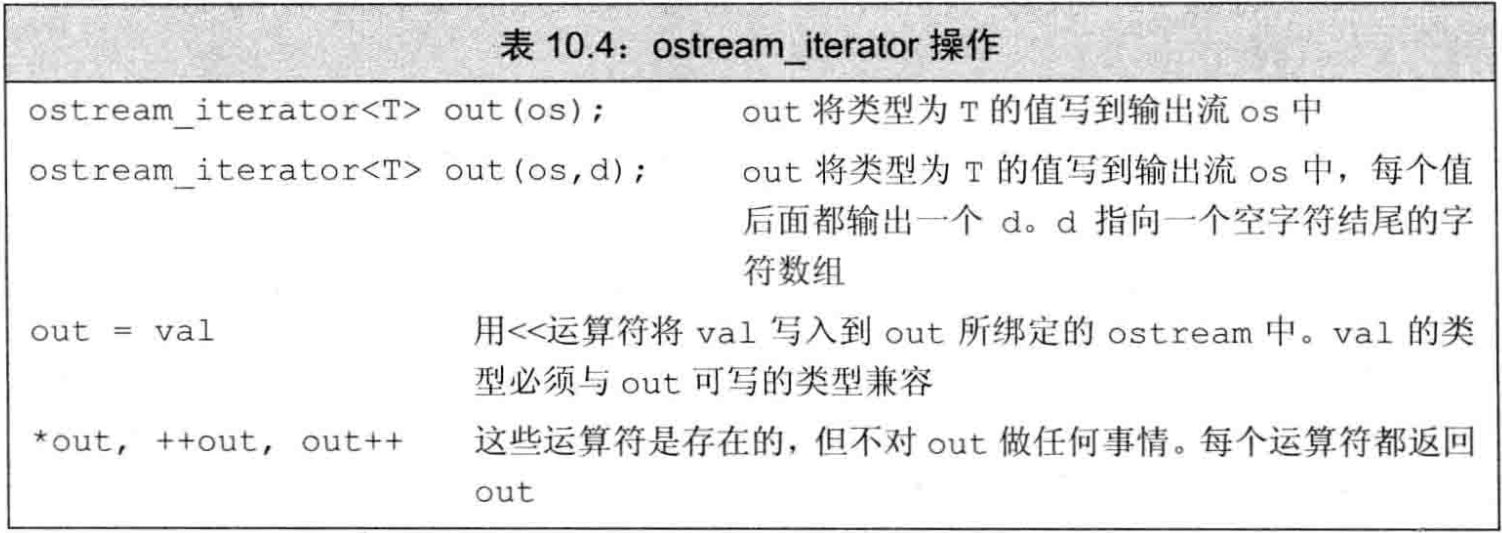 表 10.4：ostream_iterator 操作
ostream_iterator<T> out(os); out 将类型为 T 的值写到输出流 os 中
ostream_iterator<T> out(os,d); out 将类型为 T 的值写到输出流 os 中，每个值
后面都输出一个 d。d 指向一个空字符结尾的字
符数组
out = val 用<<运算符将 val 写入到 out 所绑定的 ostream 中。val 的类
型必须与 out 可写的类型兼容
*out, ++out, out++ 这些运算符是存在的，但不对 out 做任何事情。每个运算符都返回
out